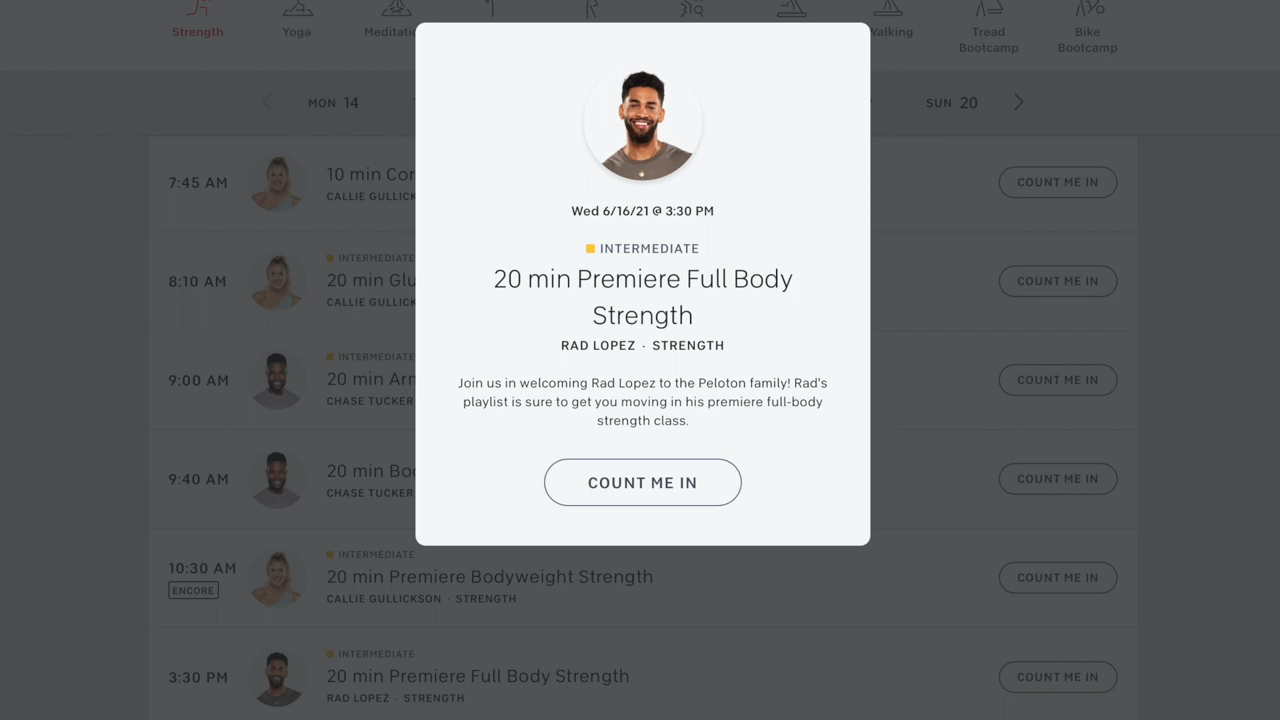 Strength
Yoga
Meditati
Walking
Tread
Bootcamp
Bike
Bootcamp
MON 14
SUN 20
7:45 AM
10 min Cor
CALLIE GULLICK
COUNT ME IN
8:10 AM
INTERMEDIATE
20 min Glu
CALLIE GULLICK
COUNT ME IN
9:00 AM
INTERMEDIATE
20 min Arm
CHASE TUCKER
COUNT ME IN
9:40 AM
20 min Bod
CHASE TUCKER
COUNT ME IN
10:30 AM
ENCORE
INTERMEDIATE
20 min Premiere Bodyweight Strength
CALLIE GULLICKSON · STRENGTH
COUNT ME IN
3:30 PM
INTERMEDIATE
20 min Premiere Full Body Strength
RAD LOPEZ · STRENGTH
COUNT ME IN
Wed 6/16/21 @ 3:30 PM
INTERMEDIATE
20 min Premiere Full Body
Strength
RAD LOPEZ · STRENGTH
Join us in welcoming Rad Lopez to the Peloton family! Rad's
playlist is sure to get you moving in his premiere full-body
strength class.
COUNT ME IN